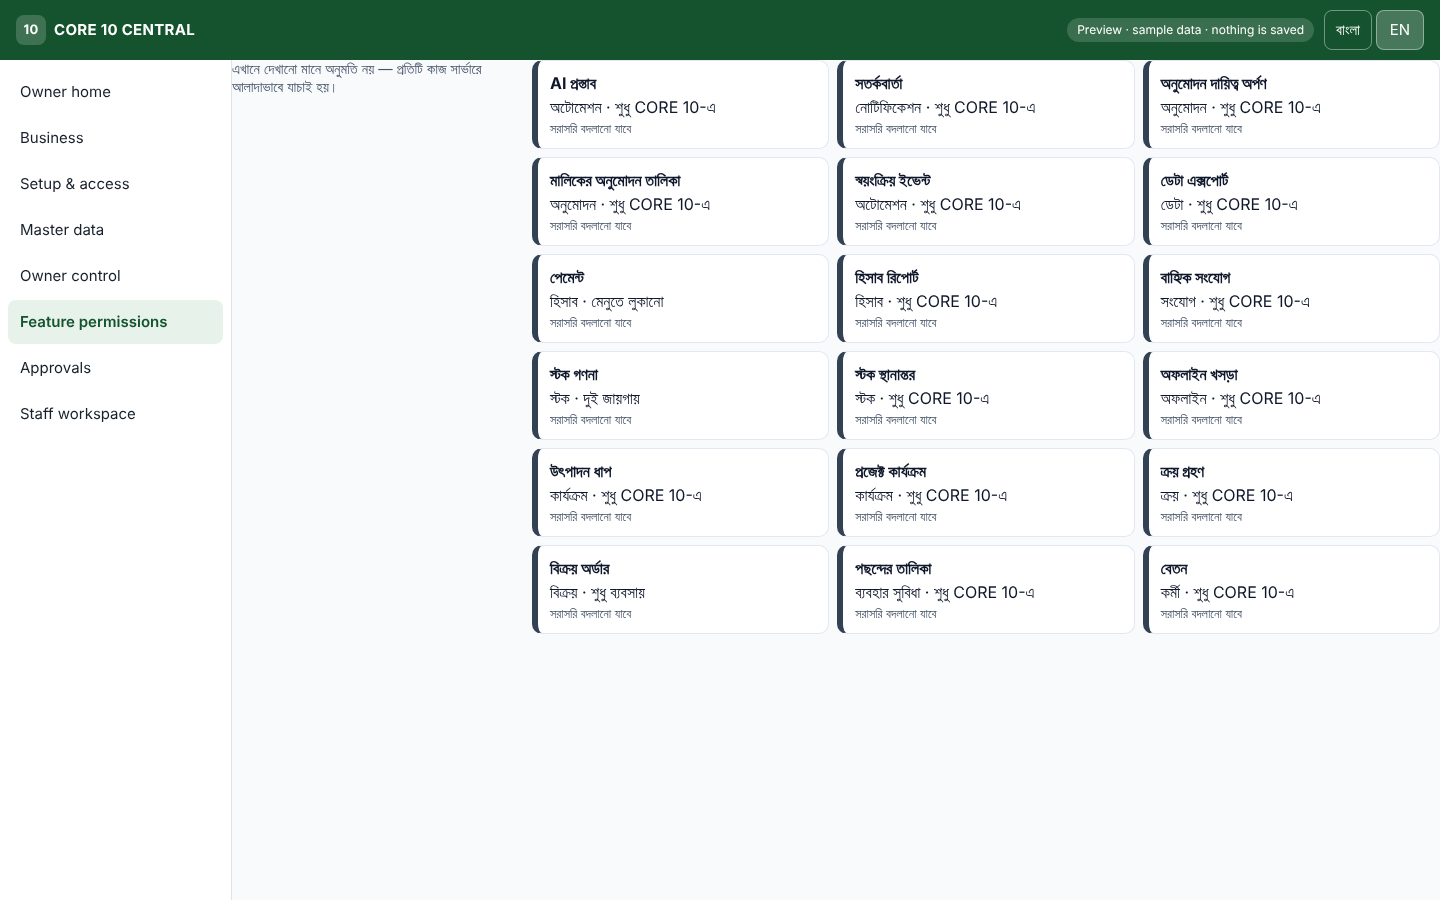 10 CORE 10 CENTRAL
Preview · sample data · nothing is saved
বাংলা
EN
Owner home
Business
Setup & access
Master data
Owner control
Feature permissions
Approvals
Staff workspace
এখানে দেখানো মানে অনুমতি নয় — প্রতিটি কাজ সার্ভারে
আলাদাভাবে যাচাই হয়।
AI প্রস্তাব
অটোমেশন · শুধু CORE 10-এ
সরাসরি বদলানো যাবে
সতর্কবার্তা
নোটিফিকেশন · শুধু CORE 10-এ
সরাসরি বদলানো যাবে
অনুমোদন দায়িত্ব অর্পণ
অনুমোদন · শুধু CORE 10-এ
সরাসরি বদলানো যাবে
মালিকের অনুমোদন তালিকা
অনুমোদন · শুধু CORE 10-এ
সরাসরি বদলানো যাবে
স্বয়ংক্রিয় ইভেন্ট
অটোমেশন · শুধু CORE 10-এ
সরাসরি বদলানো যাবে
ডেটা এক্সপোর্ট
ডেটা · শুধু CORE 10-এ
সরাসরি বদলানো যাবে
পেমেন্ট
হিসাব · মেনুতে লুকানো
সরাসরি বদলানো যাবে
হিসাব রিপোর্ট
হিসাব · শুধু CORE 10-এ
সরাসরি বদলানো যাবে
বাহ্যিক সংযোগ
সংযোগ · শুধু CORE 10-এ
সরাসরি বদলানো যাবে
স্টক গণনা
স্টক · দুই জায়গায়
সরাসরি বদলানো যাবে
স্টক স্থানান্তর
স্টক · শুধু CORE 10-এ
সরাসরি বদলানো যাবে
অফলাইন খসড়া
অফলাইন · শুধু CORE 10-এ
সরাসরি বদলানো যাবে
উৎপাদন ধাপ
কার্যক্রম · শুধু CORE 10-এ
সরাসরি বদলানো যাবে
প্রজেক্ট কার্যক্রম
কার্যক্রম · শুধু CORE 10-এ
সরাসরি বদলানো যাবে
ক্রয় গ্রহণ
ক্রয় · শুধু CORE 10-এ
সরাসরি বদলানো যাবে
বিক্রয় অর্ডার
বিক্রয় · শুধু ব্যবসায়
সরাসরি বদলানো যাবে
পছন্দের তালিকা
ব্যবহার সুবিধা · শুধু CORE 10-এ
সরাসরি বদলানো যাবে
বেতন
কর্মী · শুধু CORE 10-এ
সরাসরি বদলানো যাবে